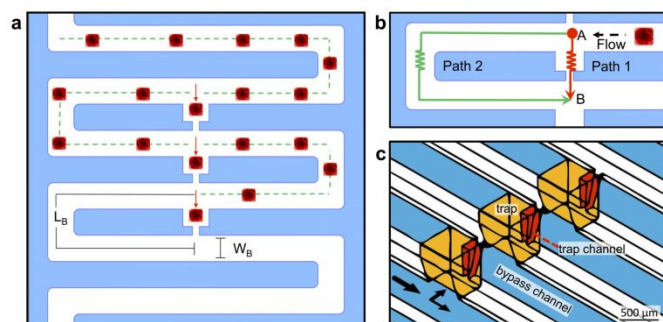 a
L_B
W_B
b
A
Flow
Path 2
Path 1
B
c
trap
trap channel
bypass channel
500 µm